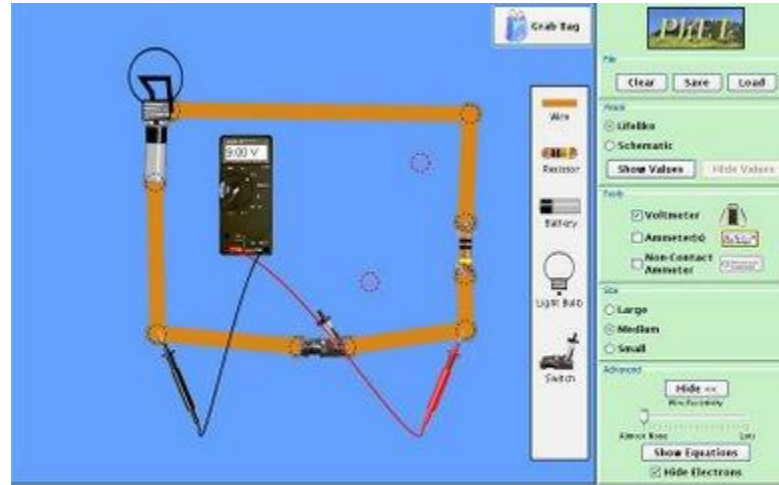 Grab Bag
PhET
File
Clear Save Load
Visual
Lifelike
Schematic
Show Values Hide Values
Tools
Voltmeter
Ammeter(s)
Non-Contact
Ammeter
Size
Large
Medium
Small
Advanced
Hide <<
Wire Resistivity
Almost None Lots
Show Equations
Hide Electrons
Wire
Resistor
Battery
Light Bulb
Switch
9.00 V